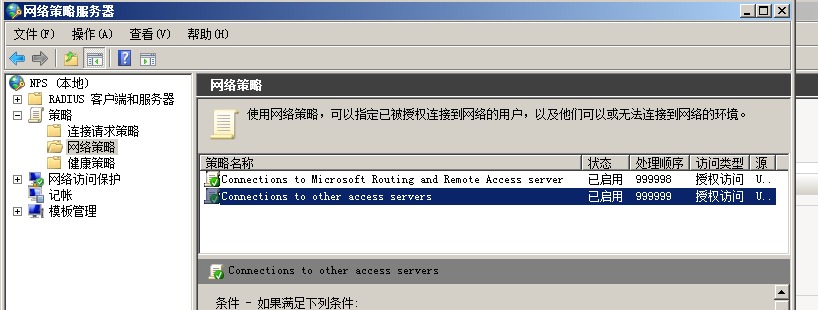 网络策略服务器
文件(F) 操作(A) 查看(V) 帮助(H)
NPS (本地)
RADIUS 客户端和服务器
策略
连接请求策略
网络策略
健康策略
网络访问保护
记帐
模板管理
网络策略
使用网络策略，可以指定已被授权连接到网络的用户，以及他们可以或无法连接到网络的环境。
策略名称 状态 处理顺序 访问类型 源
Connections to Microsoft Routing and Remote Access server 已启用 999998 授权访问 U..
Connections to other access servers 已启用 999999 授权访问 U..
Connections to other access servers
条件 - 如果满足下列条件: